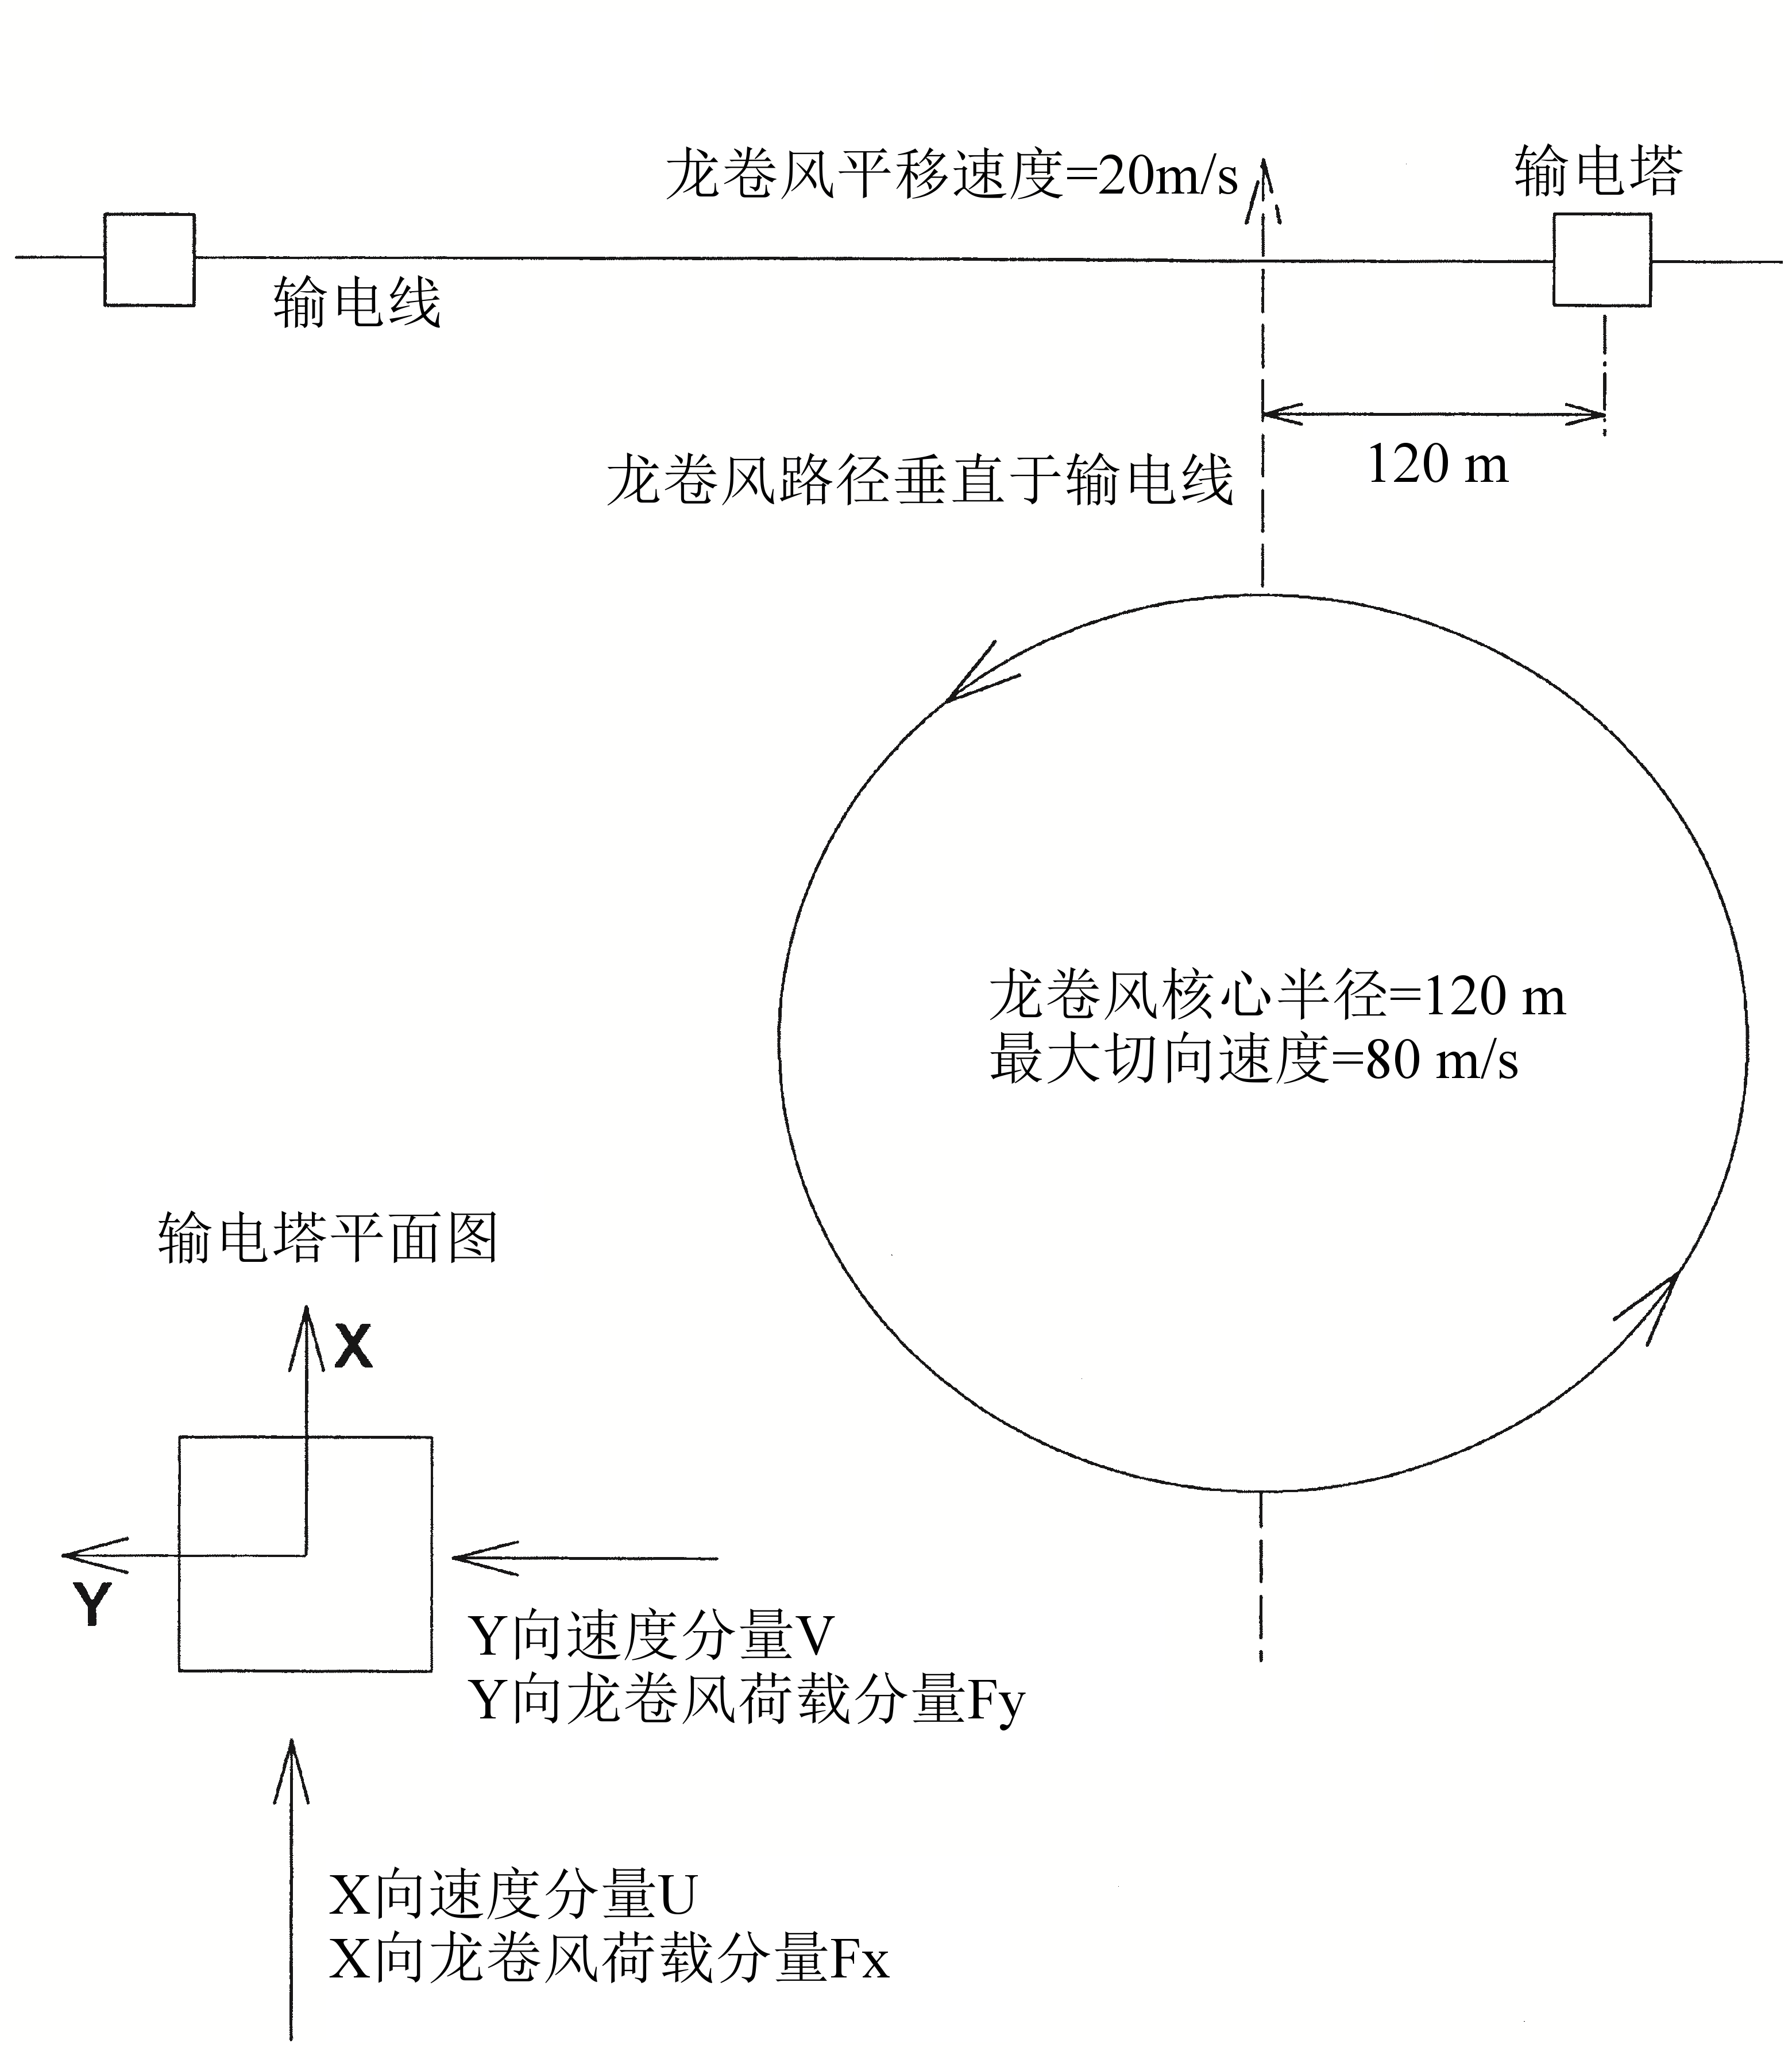 龙卷风平移速度=20m/s
输电塔
输电线
120 m
龙卷风路径垂直于输电线
龙卷风核心半径=120 m
最大切向速度=80 m/s
输电塔平面图
X
Y
Y向速度分量V
Y向龙卷风荷载分量Fy
X向速度分量U
X向龙卷风荷载分量Fx